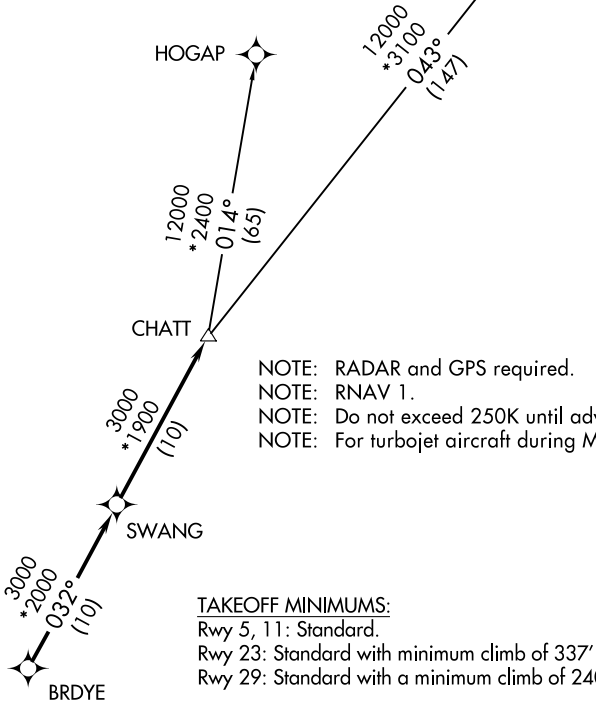 12000
*3100
043°
(147)
HOGAP
12000
*2400
014°
(65)
CHATT
NOTE: RADAR and GPS required.
NOTE: RNAV 1.
NOTE: Do not exceed 250K until
NOTE: For turbojet aircraft during
3000
*1900
(10)
SWANG
3000
*2000
032°
(10)
BRDYE
TAKEOFF MINIMUMS:
Rwy 5, 11: Standard.
Rwy 23: Standard with minimum climb of 337'
Rwy 29: Standard with a minimum climb of